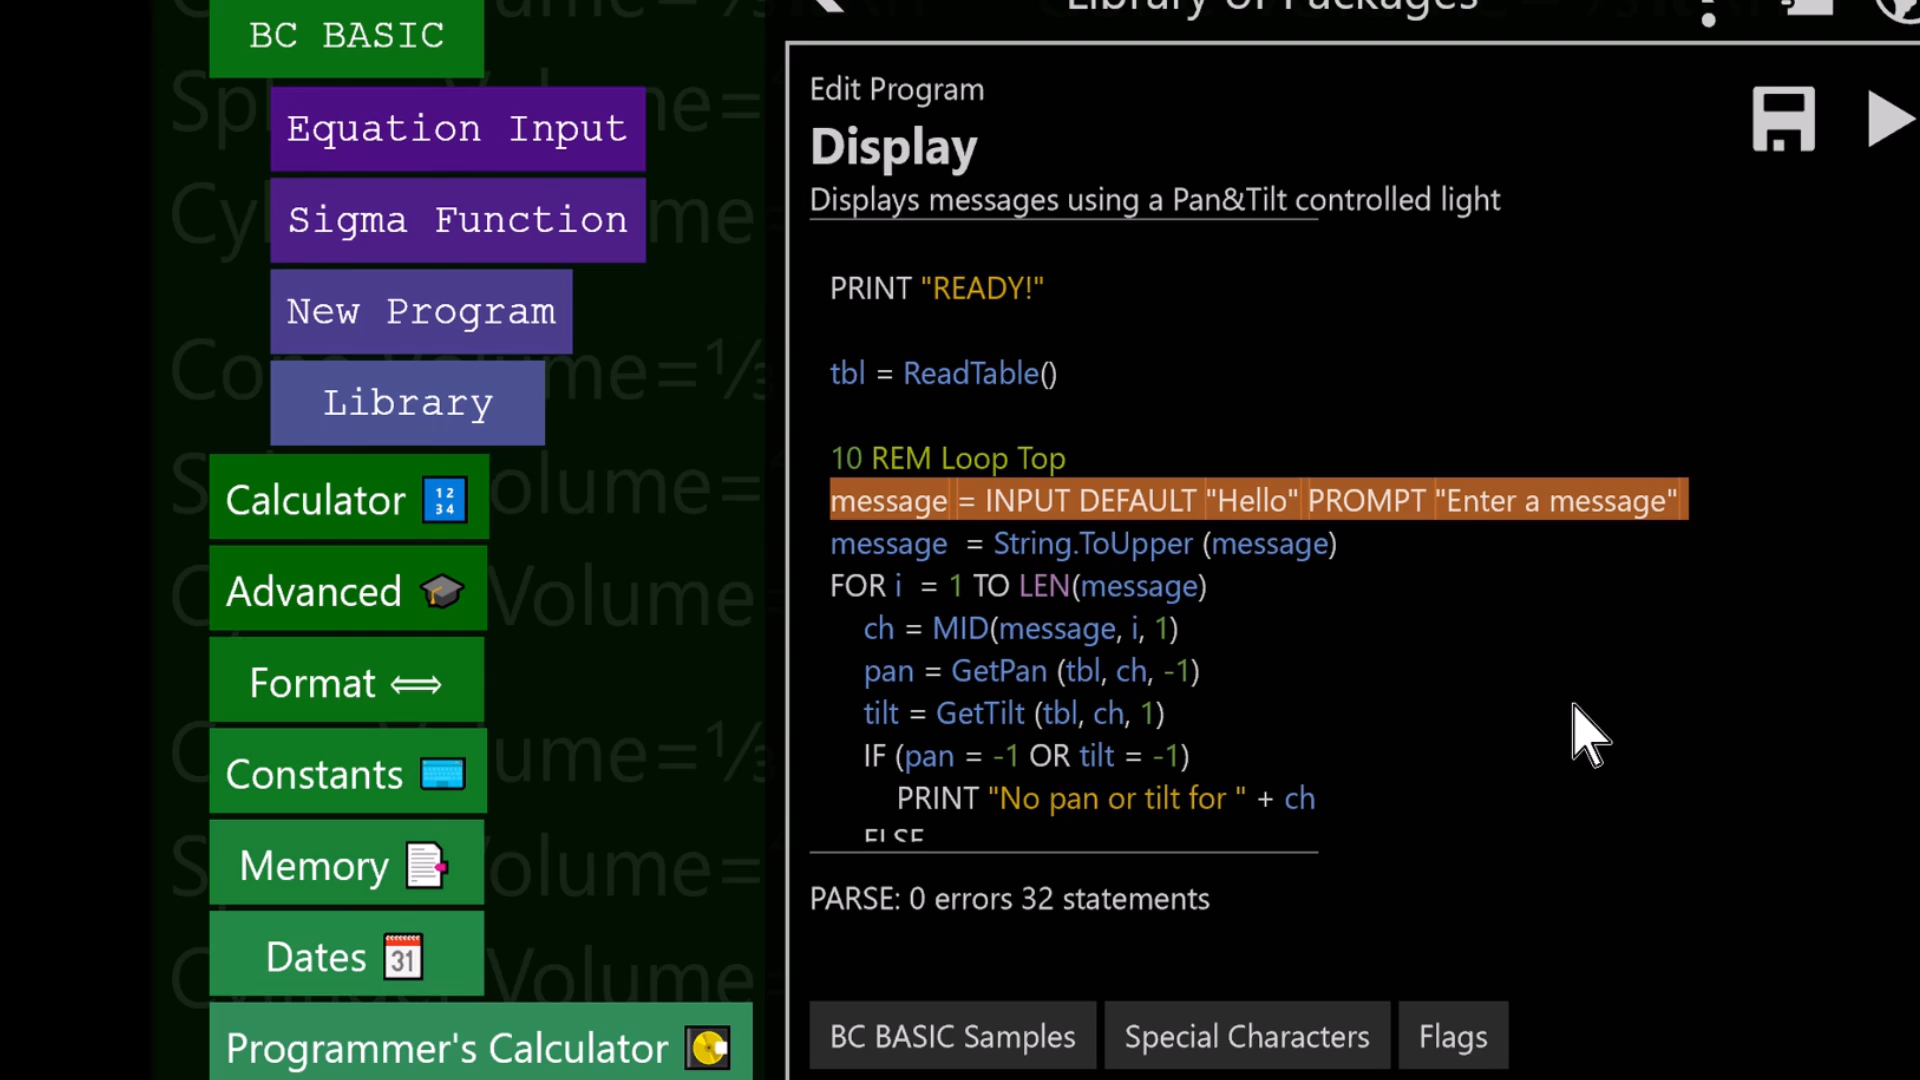 BC BASIC
Equation Input
Sigma Function
New Program
Library
Calculator
Advanced
Format
Constants
Memory
Dates
Programmer's Calculator
Library of Packages
Edit Program
Display
Displays messages using a Pan&Tilt controlled light
PRINT "READY!"
tbl = ReadTable()
10 REM Loop Top
message = INPUT DEFAULT "Hello" PROMPT "Enter a message"
message = String.ToUpper (message)
FOR i = 1 TO LEN(message)
ch = MID(message, i, 1)
pan = GetPan (tbl, ch, -1)
tilt = GetTilt (tbl, ch, 1)
IF (pan = -1 OR tilt = -1)
PRINT "No pan or tilt for " + ch
ELSE
PARSE: 0 errors 32 statements
BC BASIC Samples
Special Characters
Flags